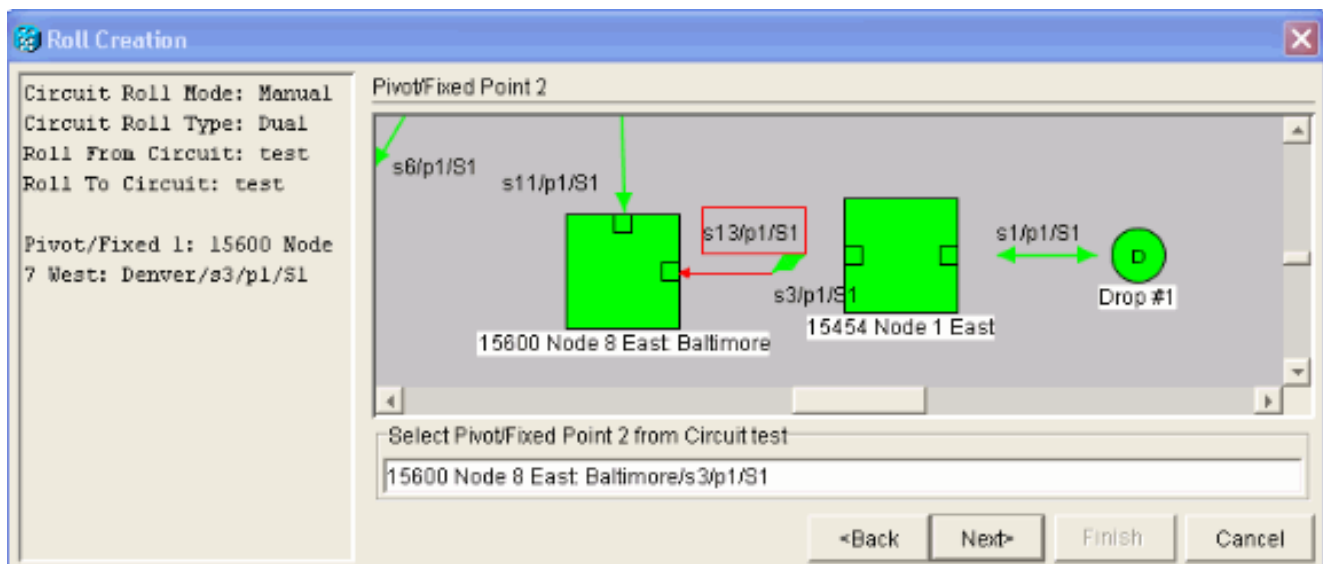 Roll Creation
Circuit Roll Mode: Manual
Circuit Roll Type: Dual
Roll From Circuit: test
Roll To Circuit: test
Pivot/Fixed 1: 15600 Node
7 West: Denver/s3/p1/S1
Pivot/Fixed Point 2
s6/p1/S1
s11/p1/S1
s13/p1/S1
s3/p1/S1
s1/p1/S1
D
Drop #1
15454 Node 1 East
15600 Node 8 East: Baltimore
Select Pivot/Fixed Point 2 from Circuit test
15600 Node 8 East: Baltimore/s3/p1/S1
<Back
Next>
Finish
Cancel